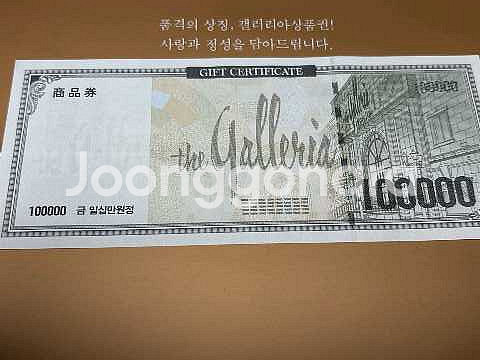 품격의 상징, 갤러리아상품권!
사랑과 정성을 담아드립니다.
GIFT CERTIFICATE
商品券
100000
the Galleria
Joonggonara
100000
100000 금 일십만원정